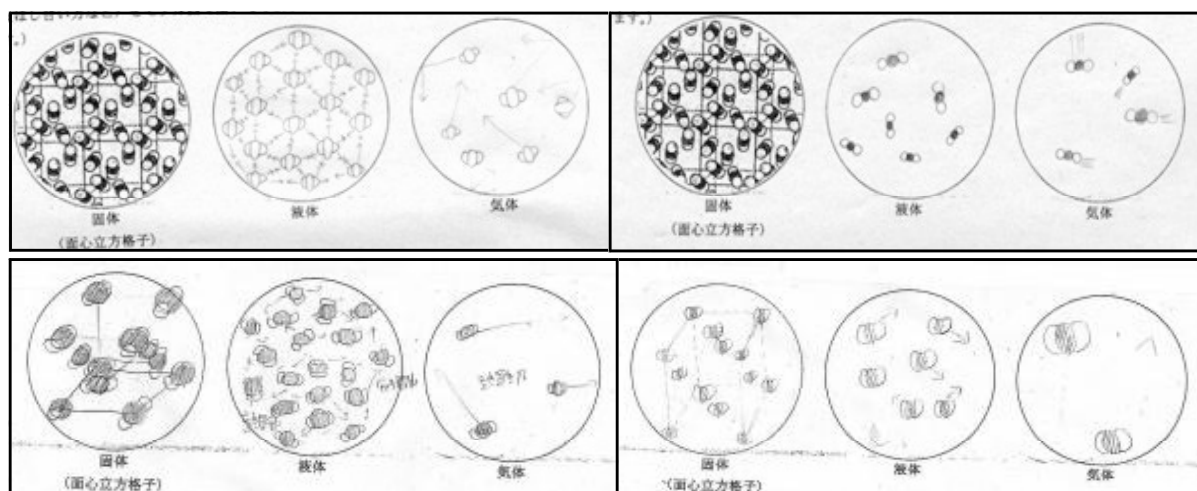 。)
固体
液体
気体
(面心立方格子)
ます。)
固体
液体
気体
(面心立方格子)
固体
液体
気体
(面心立方格子)
固体
液体
気体
(面心立方格子)